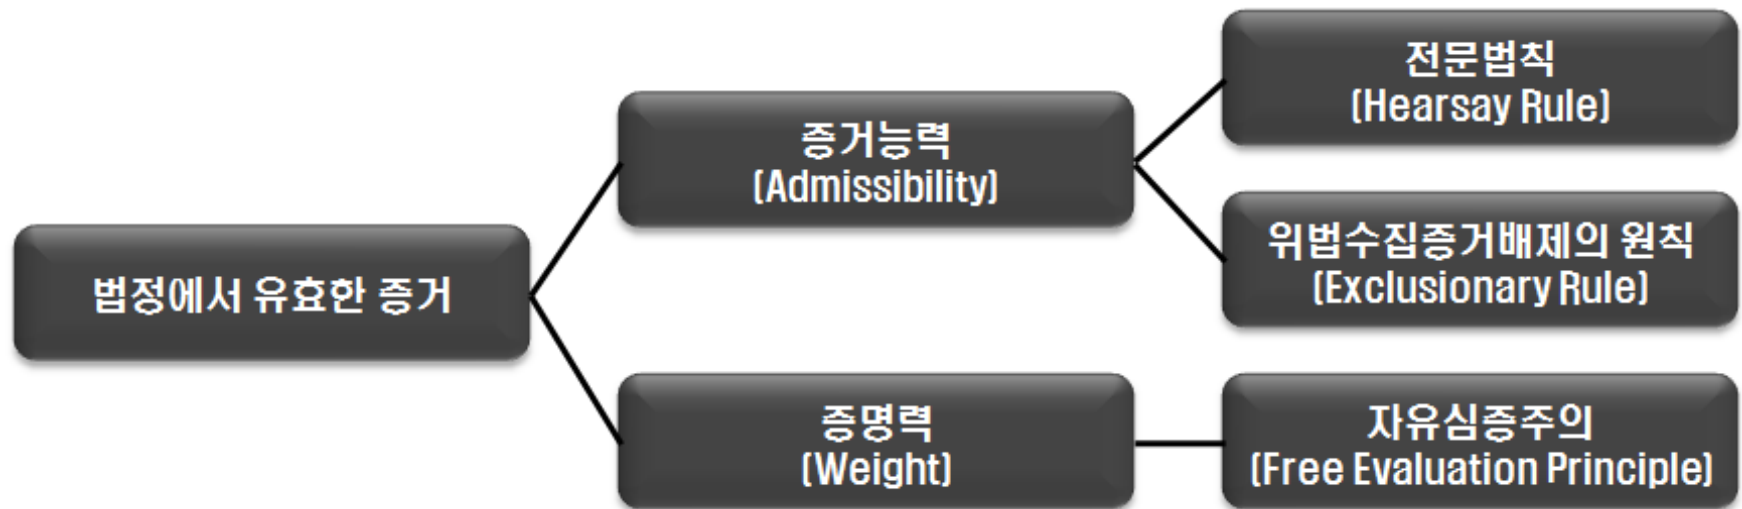 법정에서 유효한 증거
증거능력
(Admissibility)
전문법칙
(Hearsay Rule)
위법수집증거배제의 원칙
(Exclusionary Rule)
증명력
(Weight)
자유심증주의
(Free Evaluation Principle)